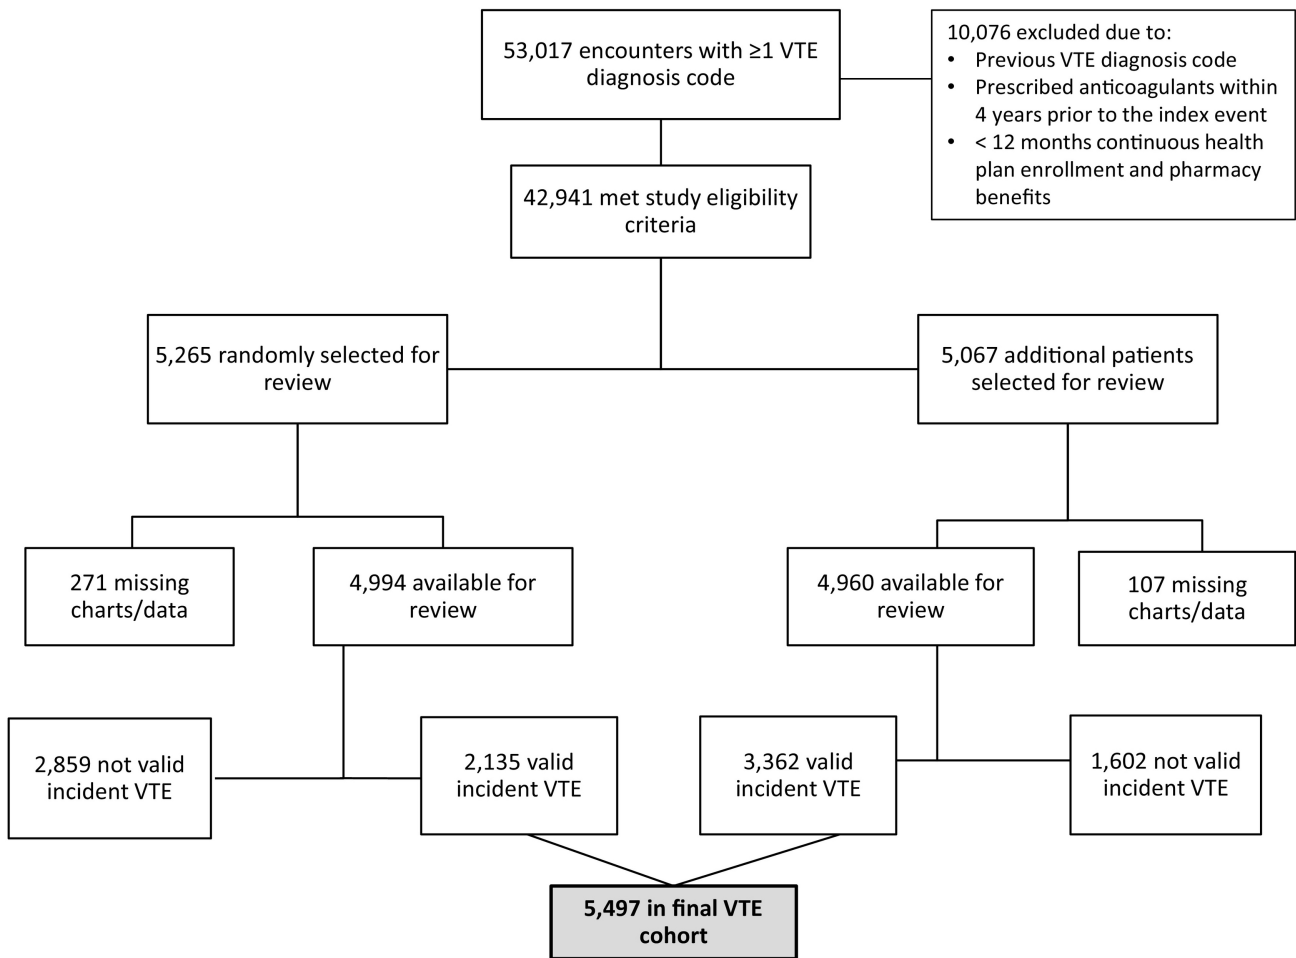 53,017 encounters with ≥1 VTE
diagnosis code
10,076 excluded due to:
• Previous VTE diagnosis code
• Prescribed anticoagulants within
4 years prior to the index event
• < 12 months continuous health
plan enrollment and pharmacy
benefits
42,941 met study eligibility
criteria
5,265 randomly selected for
review
5,067 additional patients
selected for review
271 missing
charts/data
4,994 available for
review
4,960 available for
review
107 missing
charts/data
2,859 not valid
incident VTE
2,135 valid
incident VTE
3,362 valid
incident VTE
1,602 not valid
incident VTE
5,497 in final VTE
cohort